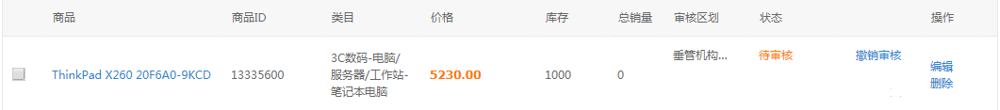 商品 商品ID 类目 价格 库存 总销量 审核区划 状态 操作
ThinkPad X260 20F6A0-9KCD 13335600 3C数码-电脑/ 5230.00 1000 0 垂管机构... 待审核 撤销审核 编辑
服务器/工作站- 删除
笔记本电脑